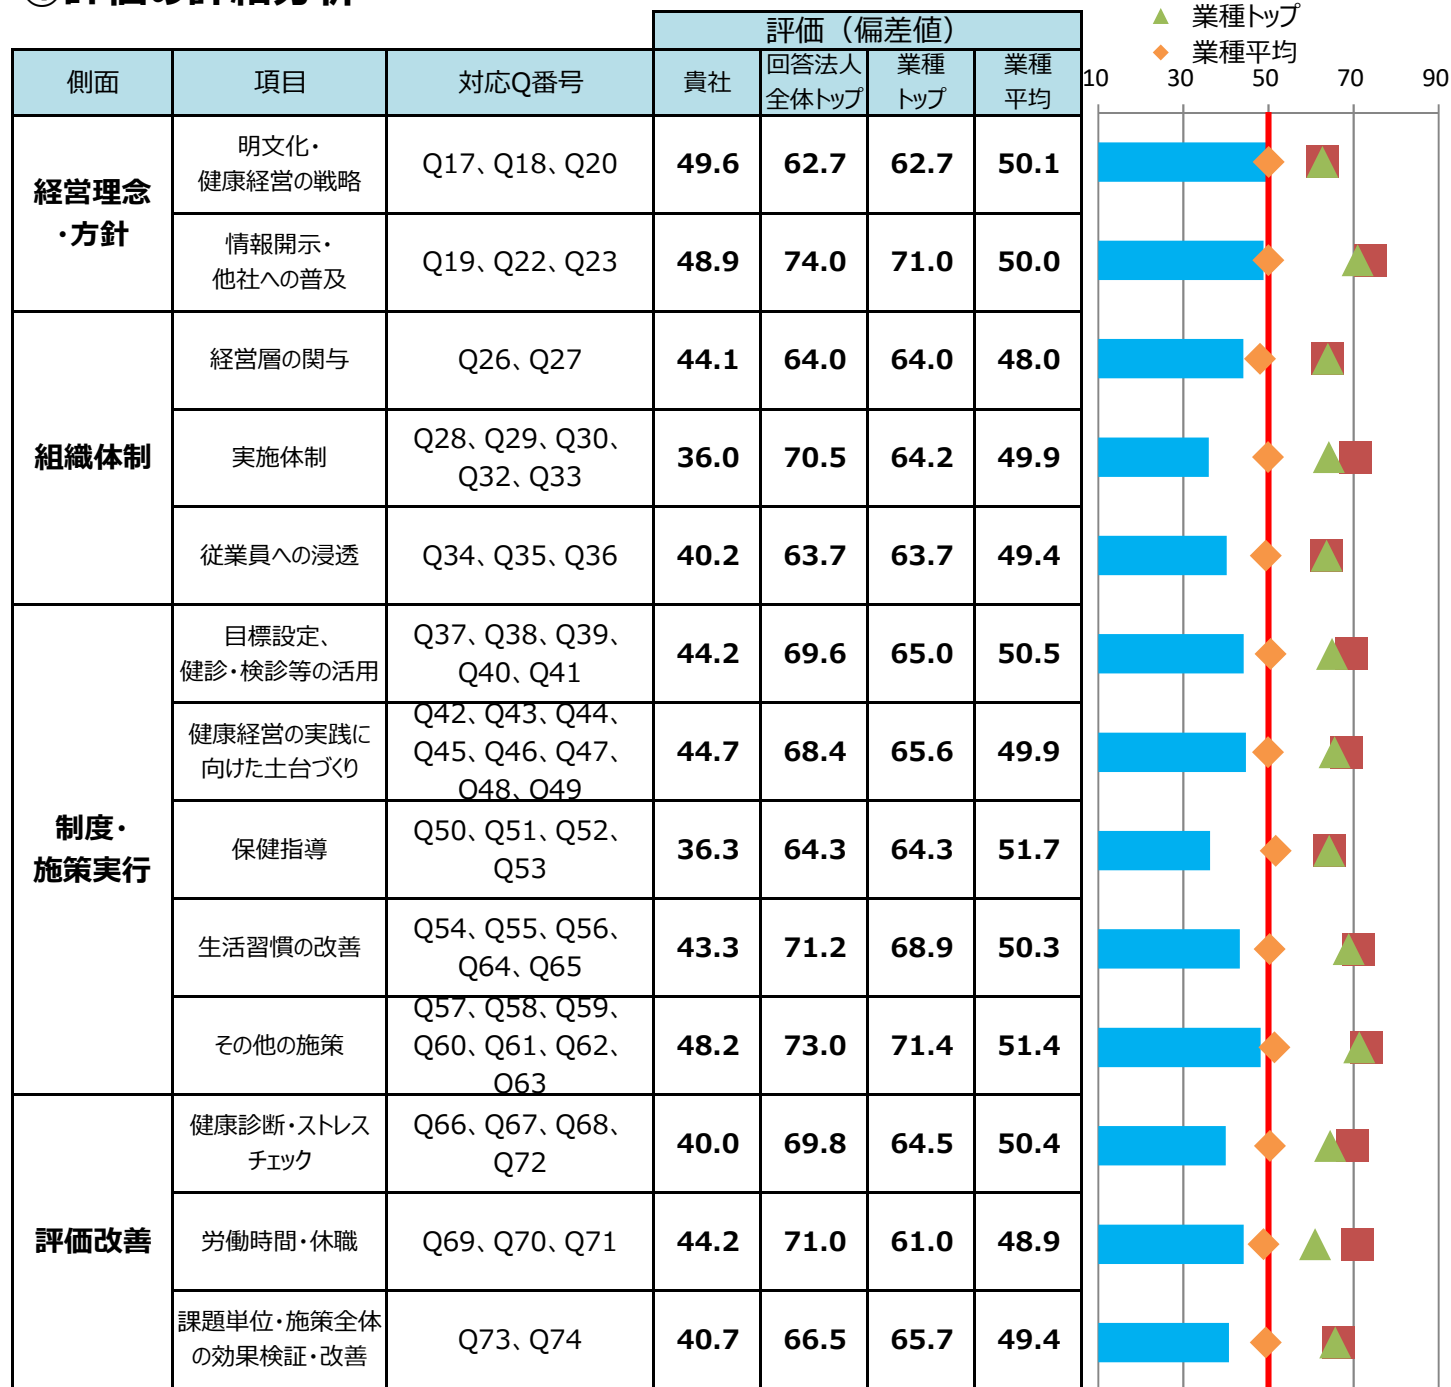 評価（偏差値）
側面 項目 対応Q番号 貴社 回答法人 業種 業種
全体トップ トップ 平均
経営理念
・方針
明文化・
健康経営の戦略
Q17、Q18、Q20 49.6 62.7 62.7 50.1
情報開示・
他社への普及
Q19、Q22、Q23 48.9 74.0 71.0 50.0
組織体制
経営層の関与 Q26、Q27 44.1 64.0 64.0 48.0
実施体制
Q28、Q29、Q30、
Q32、Q33
36.0 70.5 64.2 49.9
従業員への浸透 Q34、Q35、Q36 40.2 63.7 63.7 49.4
制度・
施策実行
目標設定、
健診・検診等の活用
Q37、Q38、Q39、
Q40、Q41
44.2 69.6 65.0 50.5
健康経営の実践に
向けた土台づくり
Q42、Q43、Q44、
Q45、Q46、Q47、
Q48、Q49
44.7 68.4 65.6 49.9
保健指導
Q50、Q51、Q52、
Q53
36.3 64.3 64.3 51.7
生活習慣の改善
Q54、Q55、Q56、
Q64、Q65
43.3 71.2 68.9 50.3
その他の施策
Q57、Q58、Q59、
Q60、Q61、Q62、
Q63
48.2 73.0 71.4 51.4
評価改善
健康診断・ストレス
チェック
Q66、Q67、Q68、
Q72
40.0 69.8 64.5 50.4
労働時間・休職 Q69、Q70、Q71 44.2 71.0 61.0 48.9
課題単位・施策全体
の効果検証・改善
Q73、Q74 40.7 66.5 65.7 49.4
業種トップ
業種平均
10 30 50 70 90